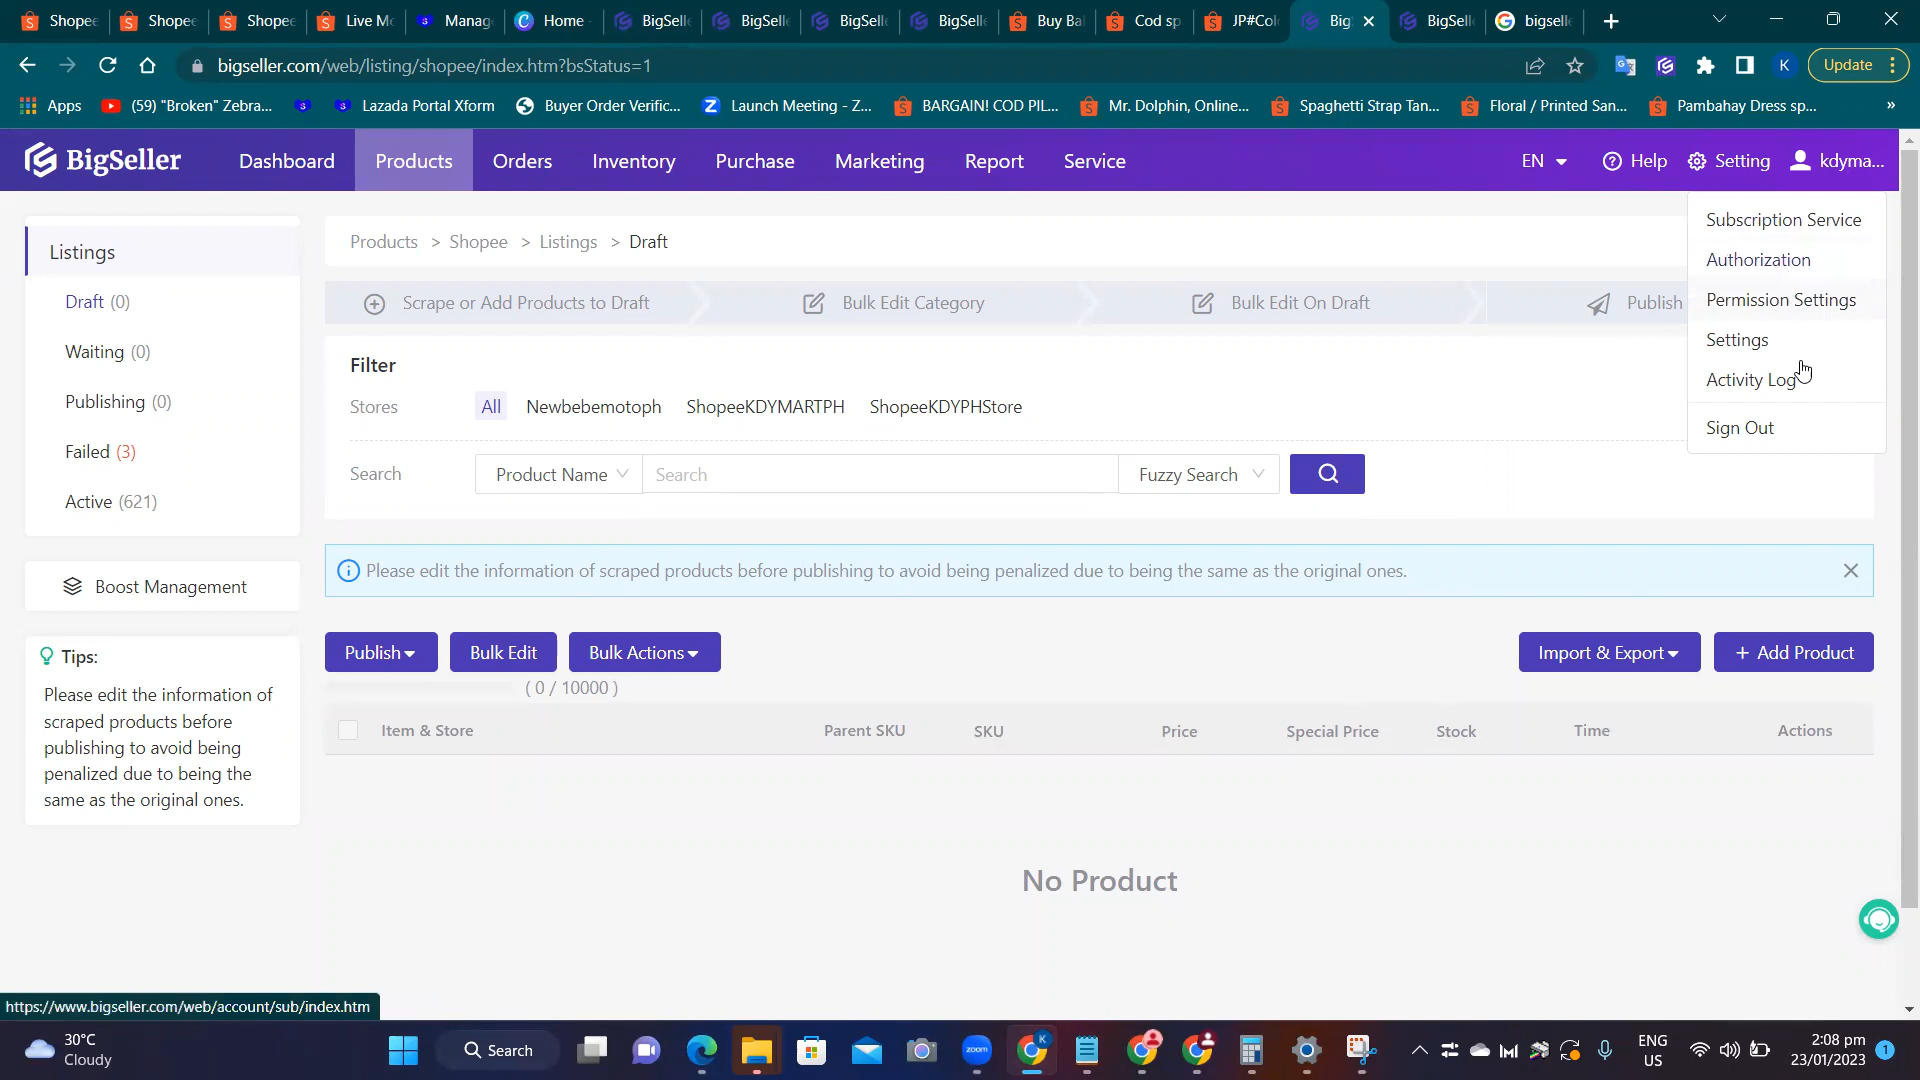 Shopee
Shopee
Shopee
Live Mo
Manag
Home -
BigSelle
BigSelle
BigSelle
BigSelle
Buy Bal
Cod sp
JP#Colo
Big
BigSelle
bigselle
bigseller.com/web/listing/shopee/index.htm?bsStatus=1
K
Update
Apps
(59) "Broken" Zebra...
Lazada Portal Xform
Buyer Order Verific...
Launch Meeting - Z...
BARGAIN! COD PIL...
Mr. Dolphin, Online...
Spaghetti Strap Tan...
Floral / Printed San...
Pambahay Dress sp...
»
BigSeller
Dashboard
Products
Orders
Inventory
Purchase
Marketing
Report
Service
EN
Help
Setting
kdyma...
Subscription Service
Authorization
Permission Settings
Settings
Activity Log
Sign Out
Listings
Draft (0)
Waiting (0)
Publishing (0)
Failed (3)
Active (621)
Boost Management
Tips:
Please edit the information of
scraped products before
publishing to avoid being
penalized due to being the
same as the original ones.
Products > Shopee > Listings > Draft
Scrape or Add Products to Draft
Bulk Edit Category
Bulk Edit On Draft
Publish
Filter
Stores
All
Newbebemotoph
ShopeeKDYMARTPH
ShopeeKDYPHStore
Search
Product Name
Search
Fuzzy Search
Please edit the information of scraped products before publishing to avoid being penalized due to being the same as the original ones.
Publish
Bulk Edit
Bulk Actions
Import & Export
+ Add Product
( 0 / 10000 )
Item & Store
Parent SKU
SKU
Price
Special Price
Stock
Time
Actions
No Product
https://www.bigseller.com/web/account/sub/index.htm
30°C
Cloudy
Search
zoom
K
ENG
US
2:08 pm
23/01/2023
1